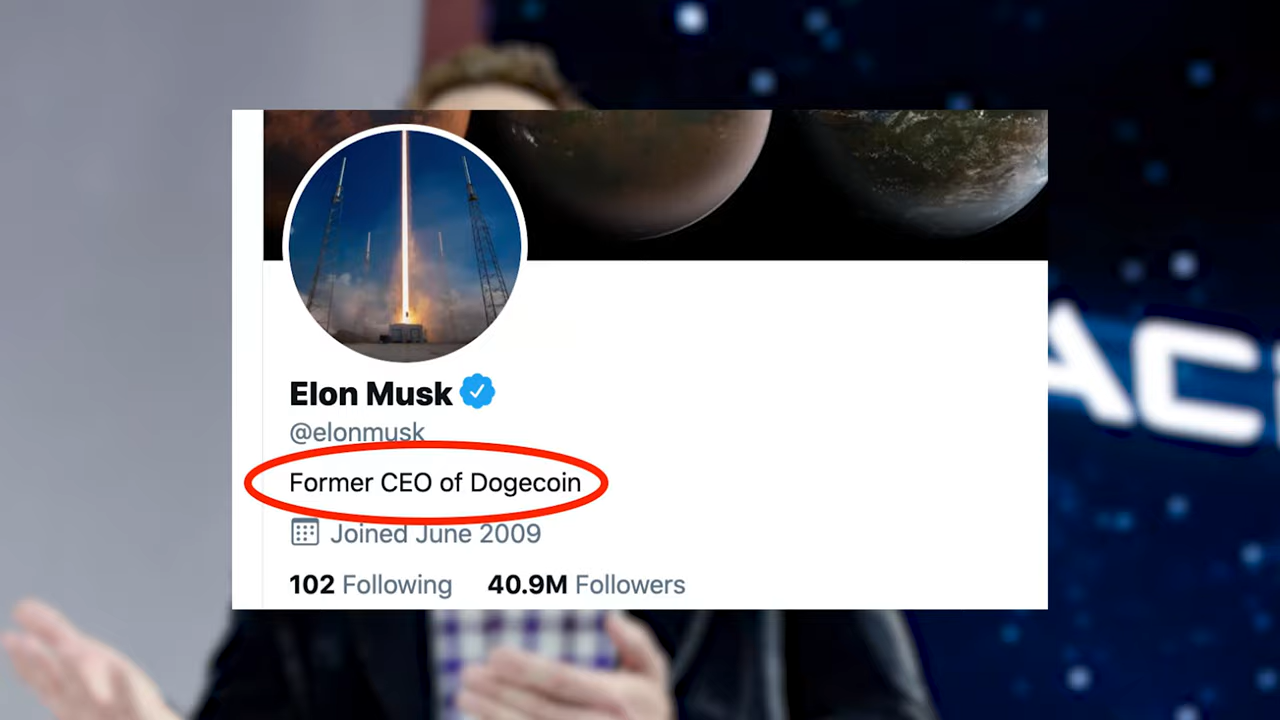 Elon Musk
@elonmusk
Former CEO of Dogecoin
Joined June 2009
102 Following 40.9M Followers